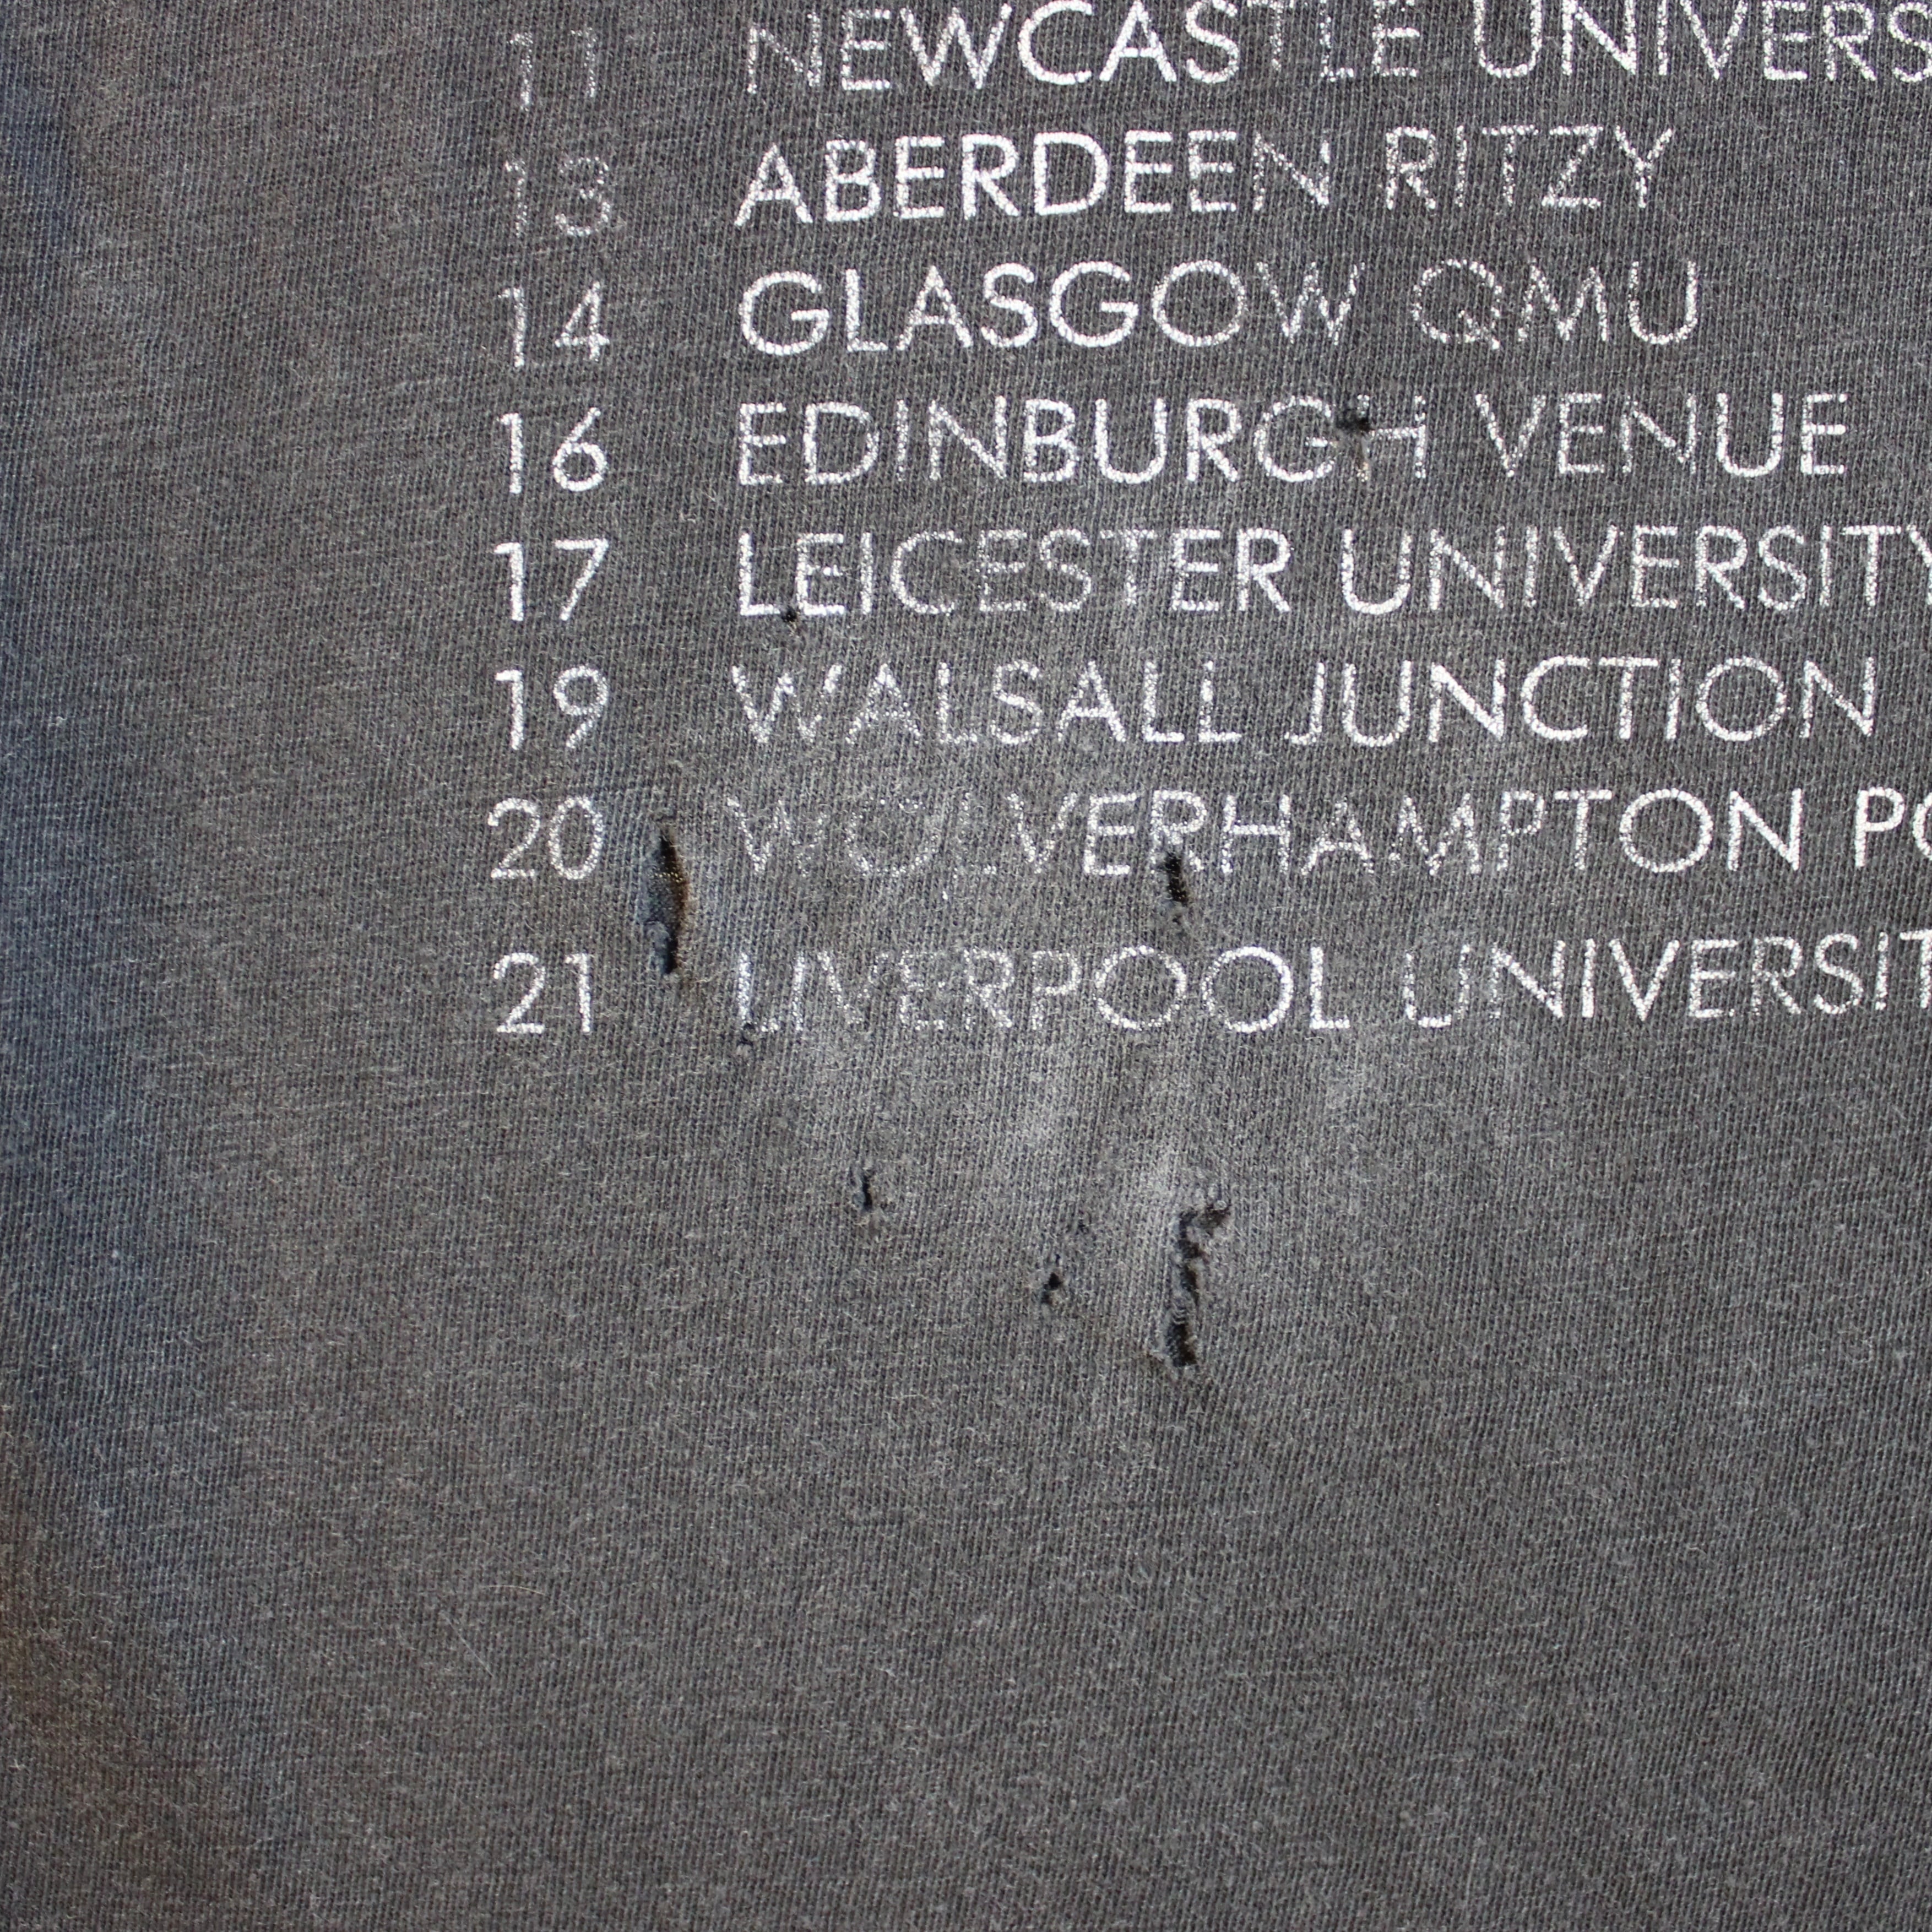 11 NEWCASTLE UNIVERS
13 ABERDEEN RITZY
14 GLASGOW QMU
16 EDINBURGH VENUE
17 LEICESTER UNIVERSITY
19 WALSALL JUNCTION
20 WOLVERHAMPTON PO
21 LIVERPOOL UNIVERSIT